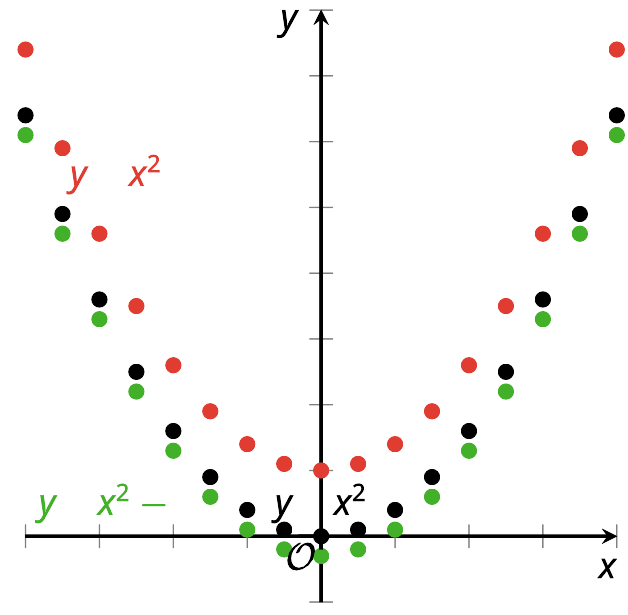 y
y x²
y x² −
y x²
O
x